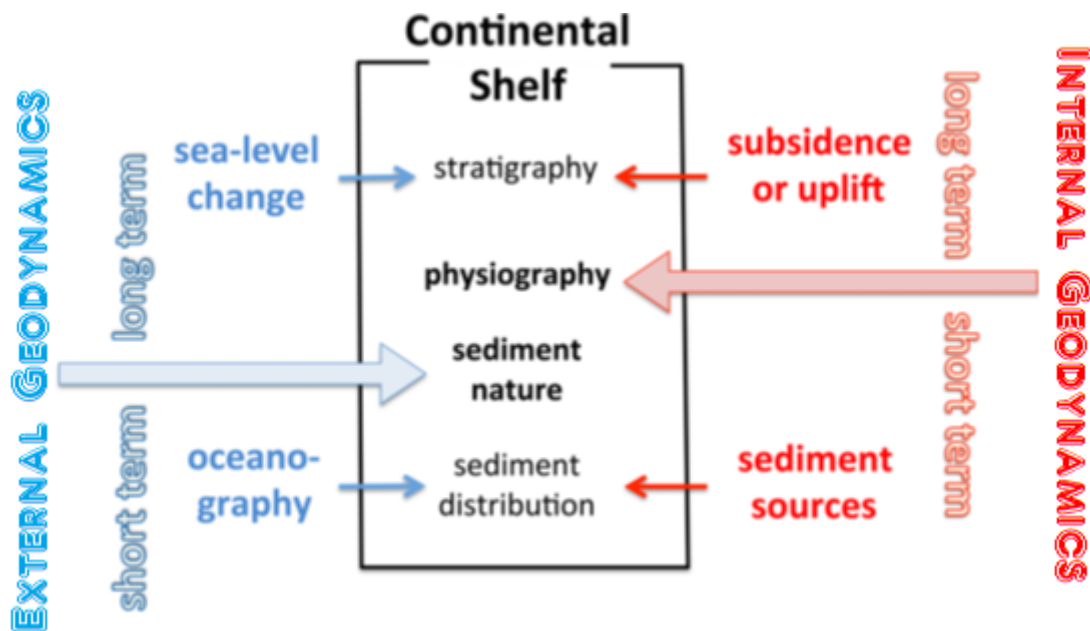 Continental
Shelf
EXTERNAL GEODYNAMICS
long term
short term
sea-level
change
oceano-
graphy
stratigraphy
physiography
sediment
nature
sediment
distribution
subsidence
or uplift
sediment
sources
long term
short term
INTERNAL GEODYNAMICS